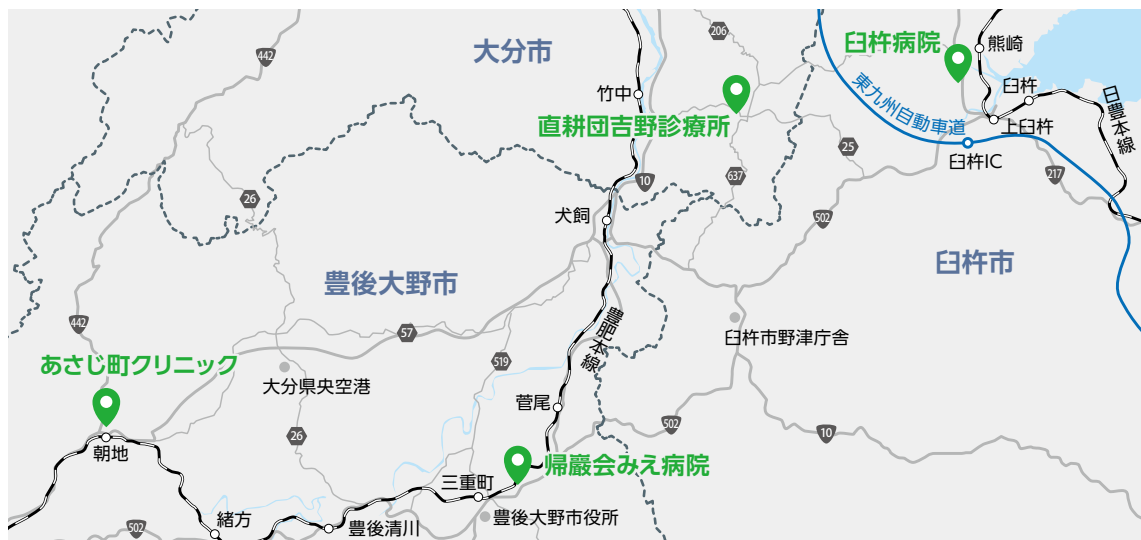 442
大分市
206
臼杵病院
熊崎
竹中
臼杵
日豊本線
東九州自動車道
上臼杵
直耕団吉野診療所
25
臼杵IC
10
637
217
26
502
犬飼
臼杵市
豊後大野市
442
57
豊肥本線
臼杵市野津庁舎
あさじ町クリニック
519
大分県央空港
菅尾
502
10
26
朝地
帰巖会みえ病院
三重町
緒方
502
豊後清川
豊後大野市役所